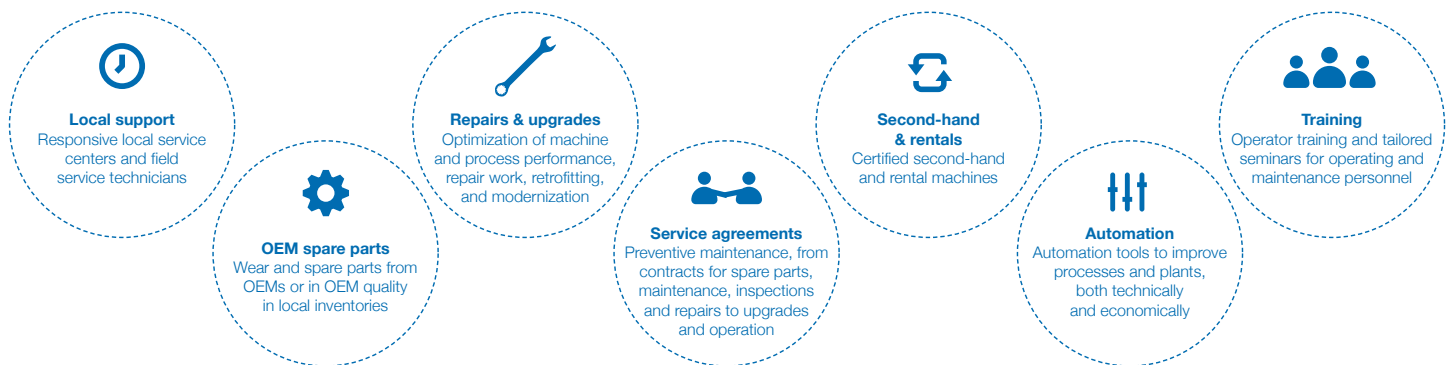 Local support
Responsive local service
centers and field
service technicians
OEM spare parts
Wear and spare parts from
OEMs or in OEM quality
in local inventories
Repairs & upgrades
Optimization of machine
and process performance,
repair work, retrofitting,
and modernization
Service agreements
Preventive maintenance, from
contracts for spare parts,
maintenance, inspections
and repairs to upgrades
and operation
Second-hand
& rentals
Certified second-hand
and rental machines
Automation
Automation tools to improve
processes and plants,
both technically
and economically
Training
Operator training and tailored
seminars for operating and
maintenance personnel